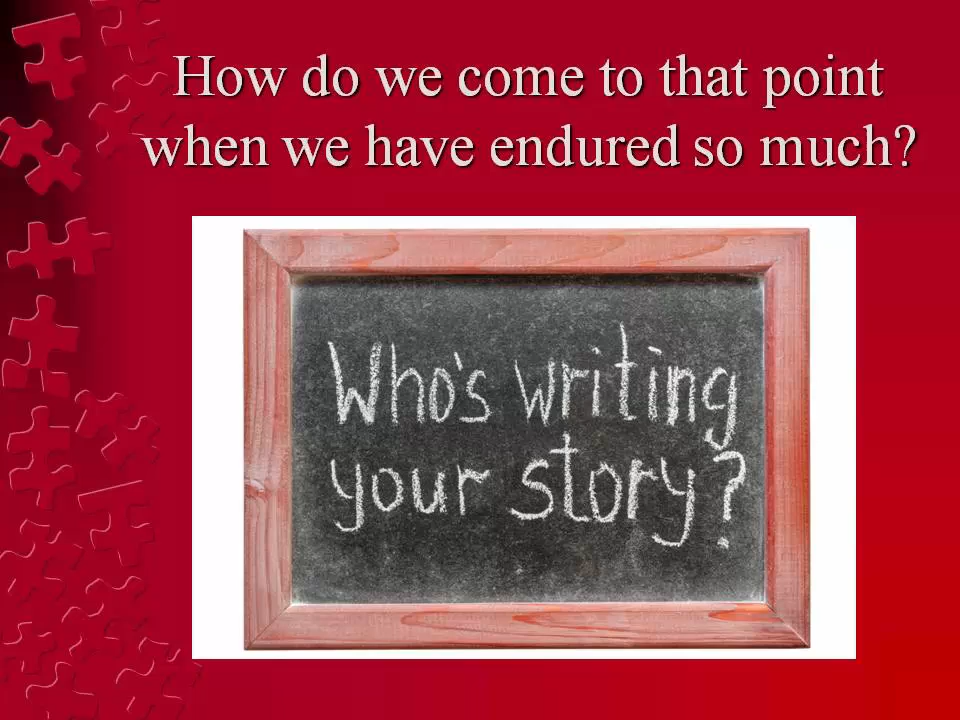 How do we come to that point
when we have endured so much?
Who's writing
your story?